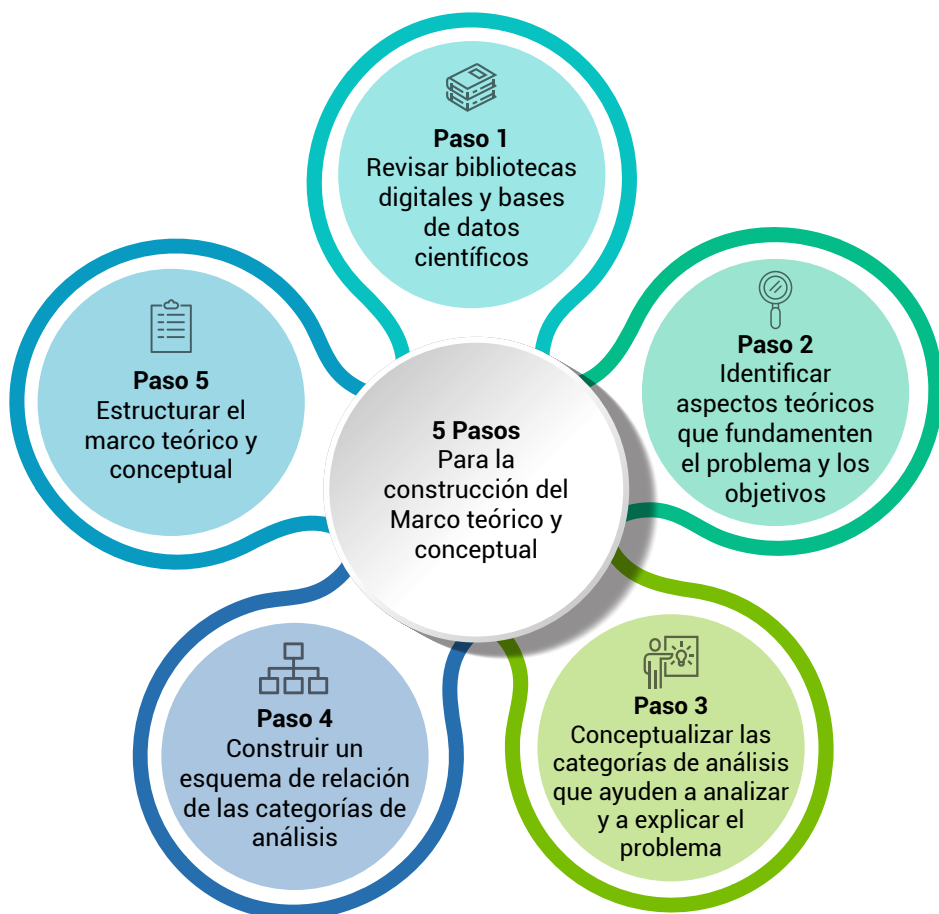 Paso 1
Revisar bibliotecas
digitales y bases
de datos
científicos
Paso 2
Identificar
aspectos teóricos
que fundamenten
el problema y los
objetivos
Paso 5
Estructurar el
marco teórico y
conceptual
5 Pasos
Para la
construcción del
Marco teórico y
conceptual
Paso 4
Construir un
esquema de relación
de las categorías de
análisis
Paso 3
Conceptualizar las
categorías de análisis
que ayuden a analizar
y a explicar el
problema